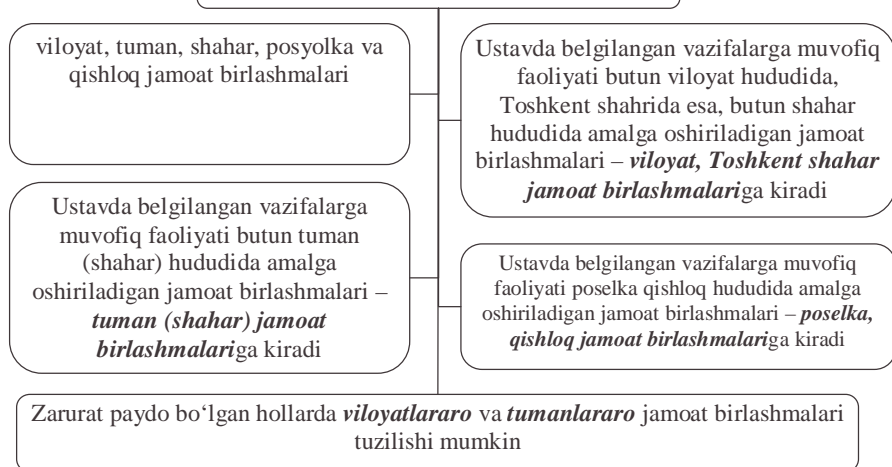 viloyat, tuman, shahar, posyolka va
qishloq jamoat birlashmalari
Ustavda belgilangan vazifalarga muvofiq
faoliyati butun viloyat hududida,
Toshkent shahrida esa, butun shahar
hududida amalga oshiriladigan jamoat
birlashmalari – viloyat, Toshkent shahar
jamoat birlashmalariga kiradi
Ustavda belgilangan vazifalarga
muvofiq faoliyati butun tuman
(shahar) hududida amalga
oshiriladigan jamoat birlashmalari –
tuman (shahar) jamoat
birlashmalariga kiradi
Ustavda belgilangan vazifalarga muvofiq
faoliyati poselka qishloq hududida amalga
oshiriladigan jamoat birlashmalari – poselka,
qishloq jamoat birlashmalariga kiradi
Zarurat paydo bo‘lgan hollarda viloyatlararo va tumanlararo jamoat birlashmalari
tuzilishi mumkin